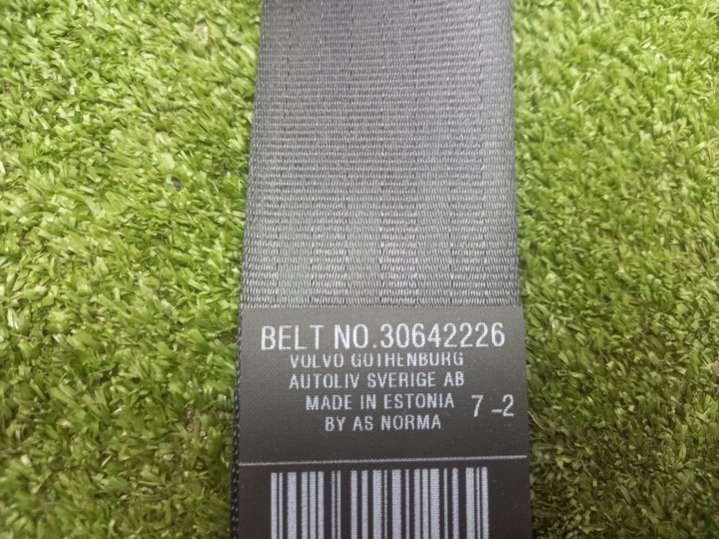 BELT NO.30642226
VOLVO GOTHENBURG
AUTOLIV SVERIGE AB
MADE IN ESTONIA 7 -2
BY AS NORMA